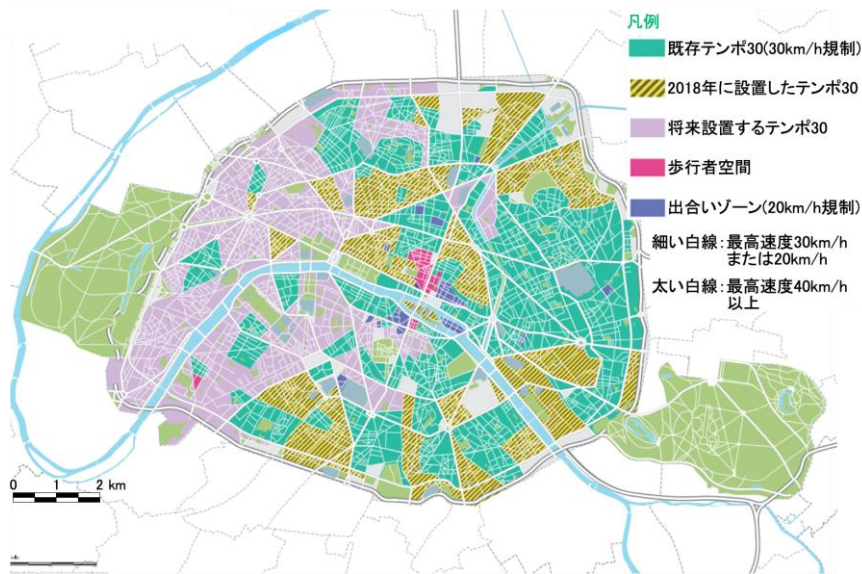 凡例
既存テンポ30(30km/h規制)
2018年に設置したテンポ30
将来設置するテンポ30
歩行者空間
出合いゾーン(20km/h規制)
細い白線：最高速度30km/h
または20km/h
太い白線：最高速度40km/h
以上
0 1 2 km